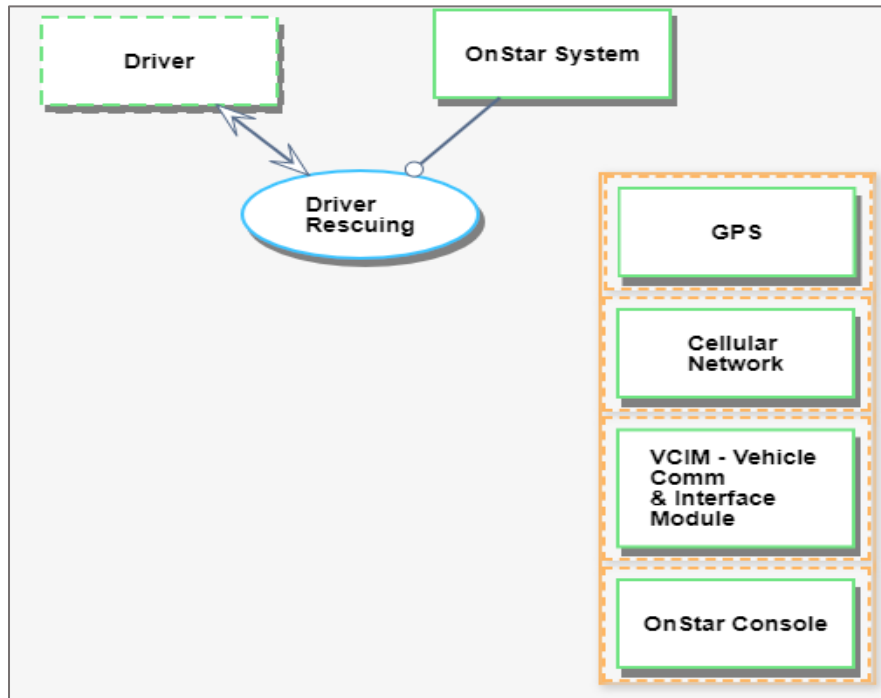 Driver
OnStar System
Driver
Rescuing
GPS
Cellular
Network
VCIM - Vehicle
Comm
& Interface
Module
OnStar Console